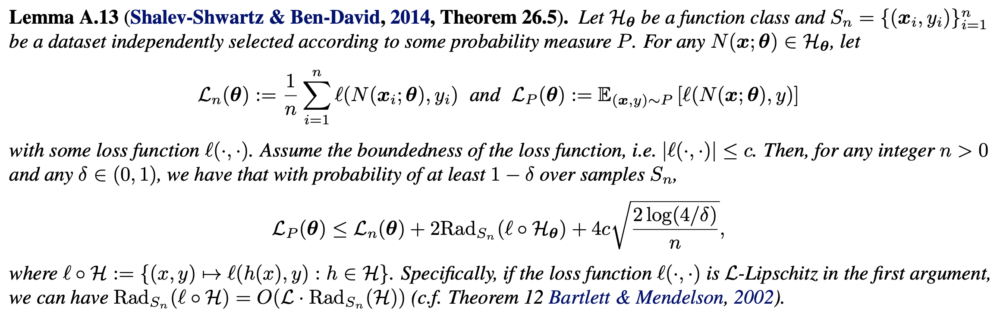 Lemma A.13 (Shalev-Shwartz & Ben-David, 2014, Theorem 26.5). Let $\mathcal{H}_{\boldsymbol{\theta}}$ be a function class and $S_n = \{(\boldsymbol{x}_i, y_i)\}_{i=1}^n$
be a dataset independently selected according to some probability measure $P$. For any $N(\boldsymbol{x}; \boldsymbol{\theta}) \in \mathcal{H}_{\boldsymbol{\theta}}$, let
$\mathcal{L}_n(\boldsymbol{\theta}) := \frac{1}{n} \sum_{i=1}^{n} \ell(N(\boldsymbol{x}_i; \boldsymbol{\theta}), y_i)$ and $\mathcal{L}_P(\boldsymbol{\theta}) := \mathbb{E}_{(\boldsymbol{x},y)\sim P} [\ell(N(\boldsymbol{x}; \boldsymbol{\theta}), y)]$
with some loss function $\ell(\cdot, \cdot)$. Assume the boundedness of the loss function, i.e. $|\ell(\cdot, \cdot)| \leq c$. Then, for any integer $n > 0$
and any $\delta \in (0, 1)$, we have that with probability of at least $1 - \delta$ over samples $S_n$,
$\mathcal{L}_P(\boldsymbol{\theta}) \leq \mathcal{L}_n(\boldsymbol{\theta}) + 2\mathrm{Rad}_{S_n}(\ell \circ \mathcal{H}_{\boldsymbol{\theta}}) + 4c\sqrt{\frac{2\log(4/\delta)}{n}},$
where $\ell \circ \mathcal{H} := \{(x, y) \mapsto \ell(h(x), y) : h \in \mathcal{H}\}$. Specifically, if the loss function $\ell(\cdot, \cdot)$ is $\mathcal{L}$-Lipschitz in the first argument,
we can have $\mathrm{Rad}_{S_n}(\ell \circ \mathcal{H}) = O(\mathcal{L} \cdot \mathrm{Rad}_{S_n}(\mathcal{H}))$ (c.f. Theorem 12 Bartlett & Mendelson, 2002).